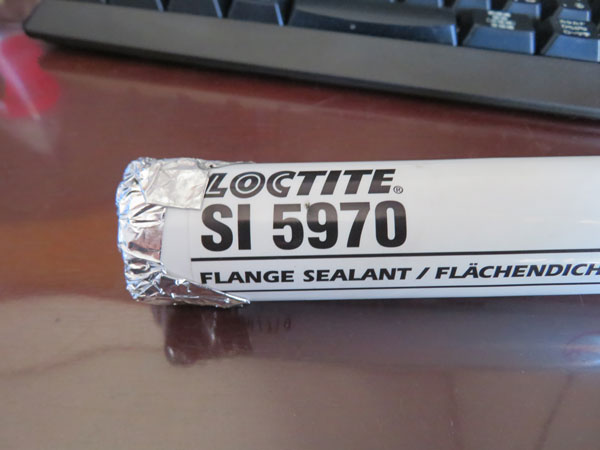 LOCTITE®
SI 5970
FLANGE SEALANT / FLÄCHENDICH